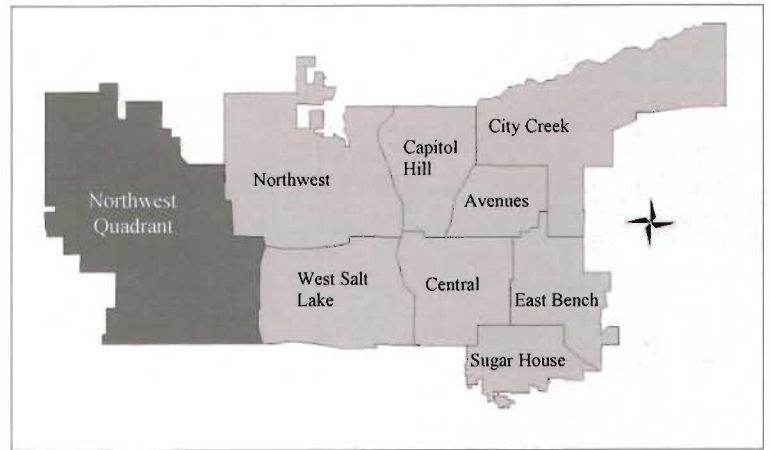 City Creek
Capitol
Hill
Northwest
Avenues
Northwest
Quadrant
West Salt
Lake
Central
East Bench
Sugar House